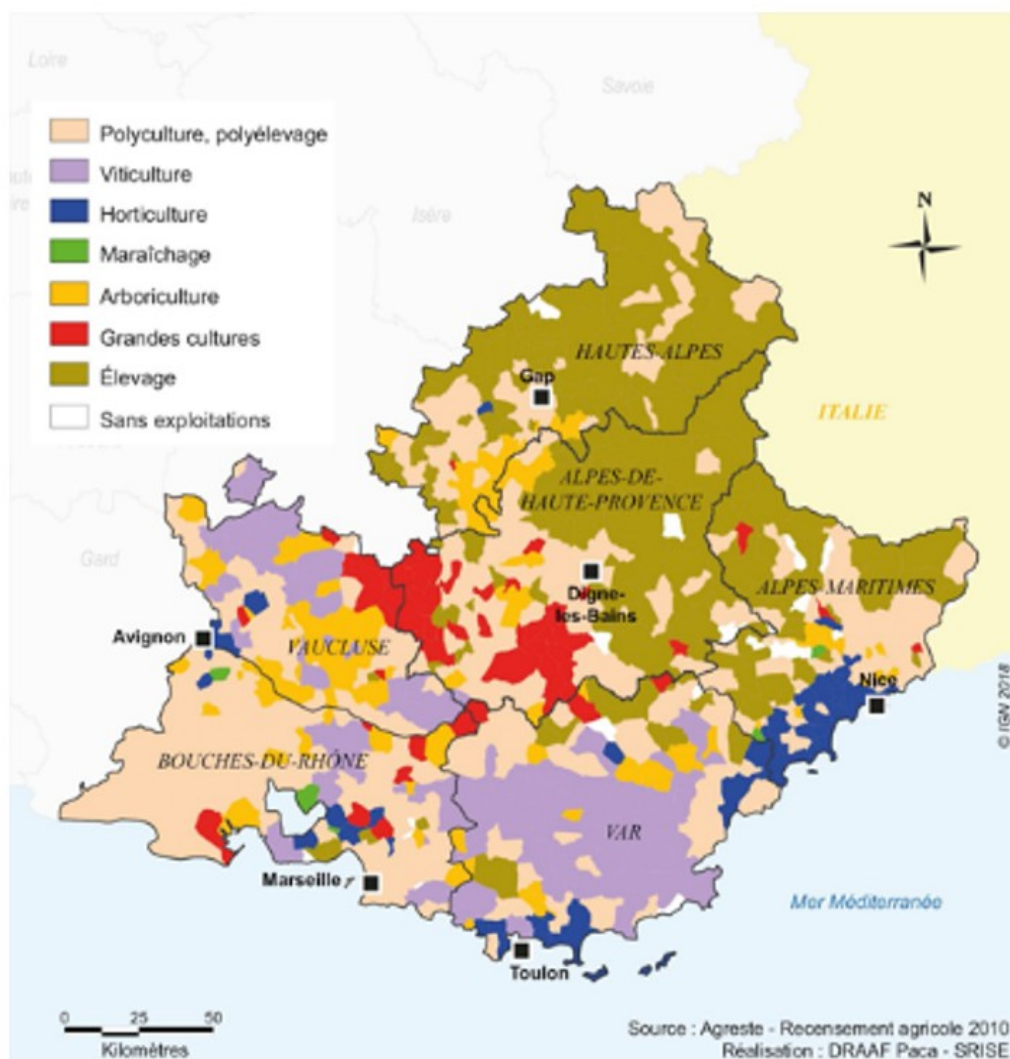 Loire
Savoie
Isère
Polyculture, polyélevage
Viticulture
Horticulture
Maraîchage
Arboriculture
Grandes cultures
Élevage
Sans exploitations
N
HAUTES-ALPES
Gap
ITALIE
ALPES-DE-
HAUTE-PROVENCE
Gard
Digne-
les-Bains
ALPES-MARITIMES
Avignon
VAUCLUSE
Nice
BOUCHES-DU-RHÔNE
VAR
Marseille
Mer Méditerranée
Toulon
© IGN 2018
0 25 50
Kilomètres
Source : Agreste - Recensement agricole 2010
Réalisation : DRAAF Paca - SRISE